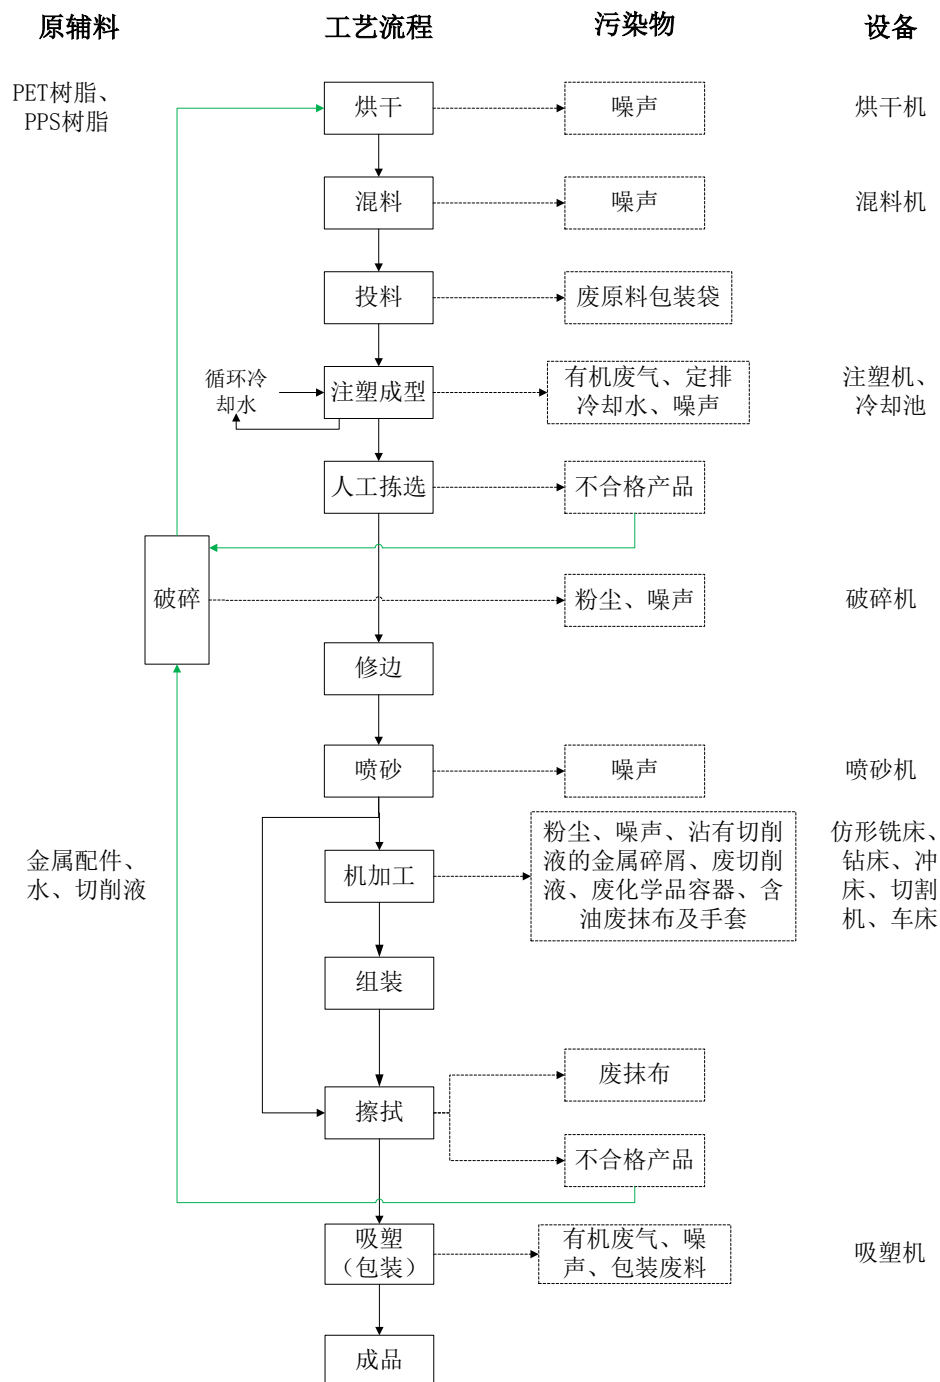 原辅料
工艺流程
污染物
设备
PET树脂、
PPS树脂
烘干
噪声
烘干机
混料
噪声
混料机
投料
废原料包装袋
循环冷
却水
注塑成型
有机废气、定排
冷却水、噪声
注塑机、
冷却池
人工拣选
不合格产品
破碎
粉尘、噪声
破碎机
修边
喷砂
噪声
喷砂机
金属配件、
水、切削液
机加工
粉尘、噪声、沾有切削
液的金属碎屑、废切削
液、废化学品容器、含
油废抹布及手套
仿形铣床、
钻床、冲
床、切割
机、车床
组装
废抹布
擦拭
不合格产品
吸塑
（包装）
有机废气、噪
声、包装废料
吸塑机
成品